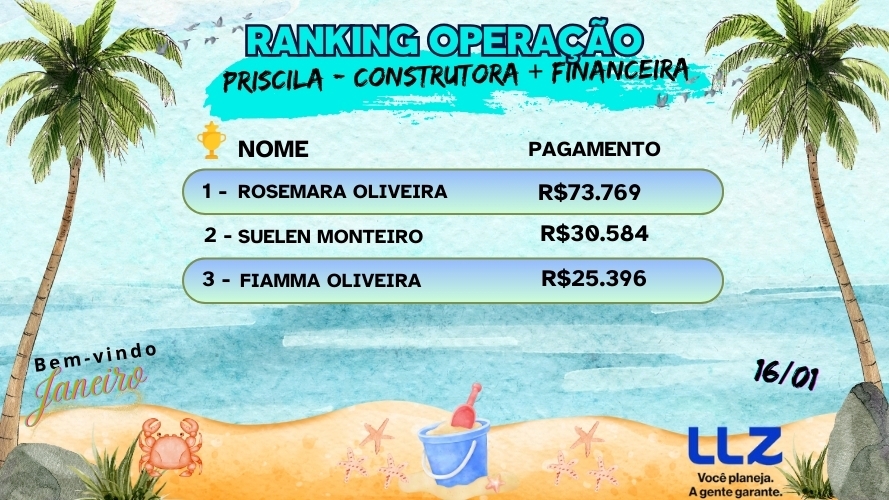 RANKING OPERAÇÃO
PRISCILA - CONSTRUTORA + FINANCEIRA
NOME PAGAMENTO
1 - ROSEMARA OLIVEIRA R$73.769
2 - SUELEN MONTEIRO R$30.584
3 - FIAMMA OLIVEIRA R$25.396
Bem-vindo
Janeiro
16/01
LLZ
Você planeja.
A gente garante.